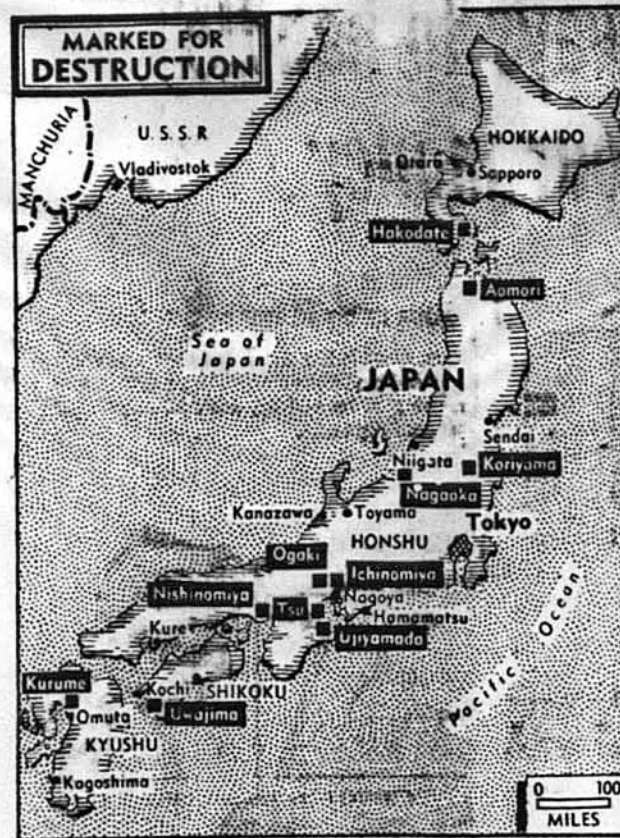 MARKED FOR
DESTRUCTION
MANCHURIA
U.S.S.R
Vladivostok
HOKKAIDO
Otaru
Sapporo
Hakodate
Aomori
Sea of
Japan
JAPAN
Sendai
Niigata
Koriyama
Nagaoka
Kanazawa
Toyama
Tokyo
HONSHU
Ogaki
Ichinomiya
Nishinomiya
Tsu
Nagoya
Hamamatsu
Kure
Ujiyamada
Pacific Ocean
Kurume
Kochi
SHIKOKU
Omuta
Uwajima
KYUSHU
Kagoshima
0 100
MILES